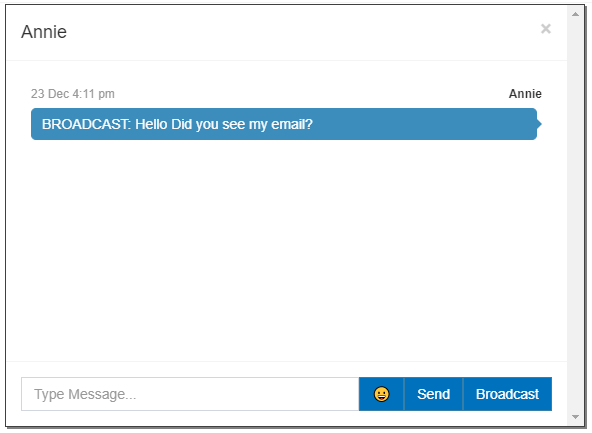 Annie
×
23 Dec 4:11 pm Annie
BROADCAST: Hello Did you see my email?
Type Message... Send Broadcast